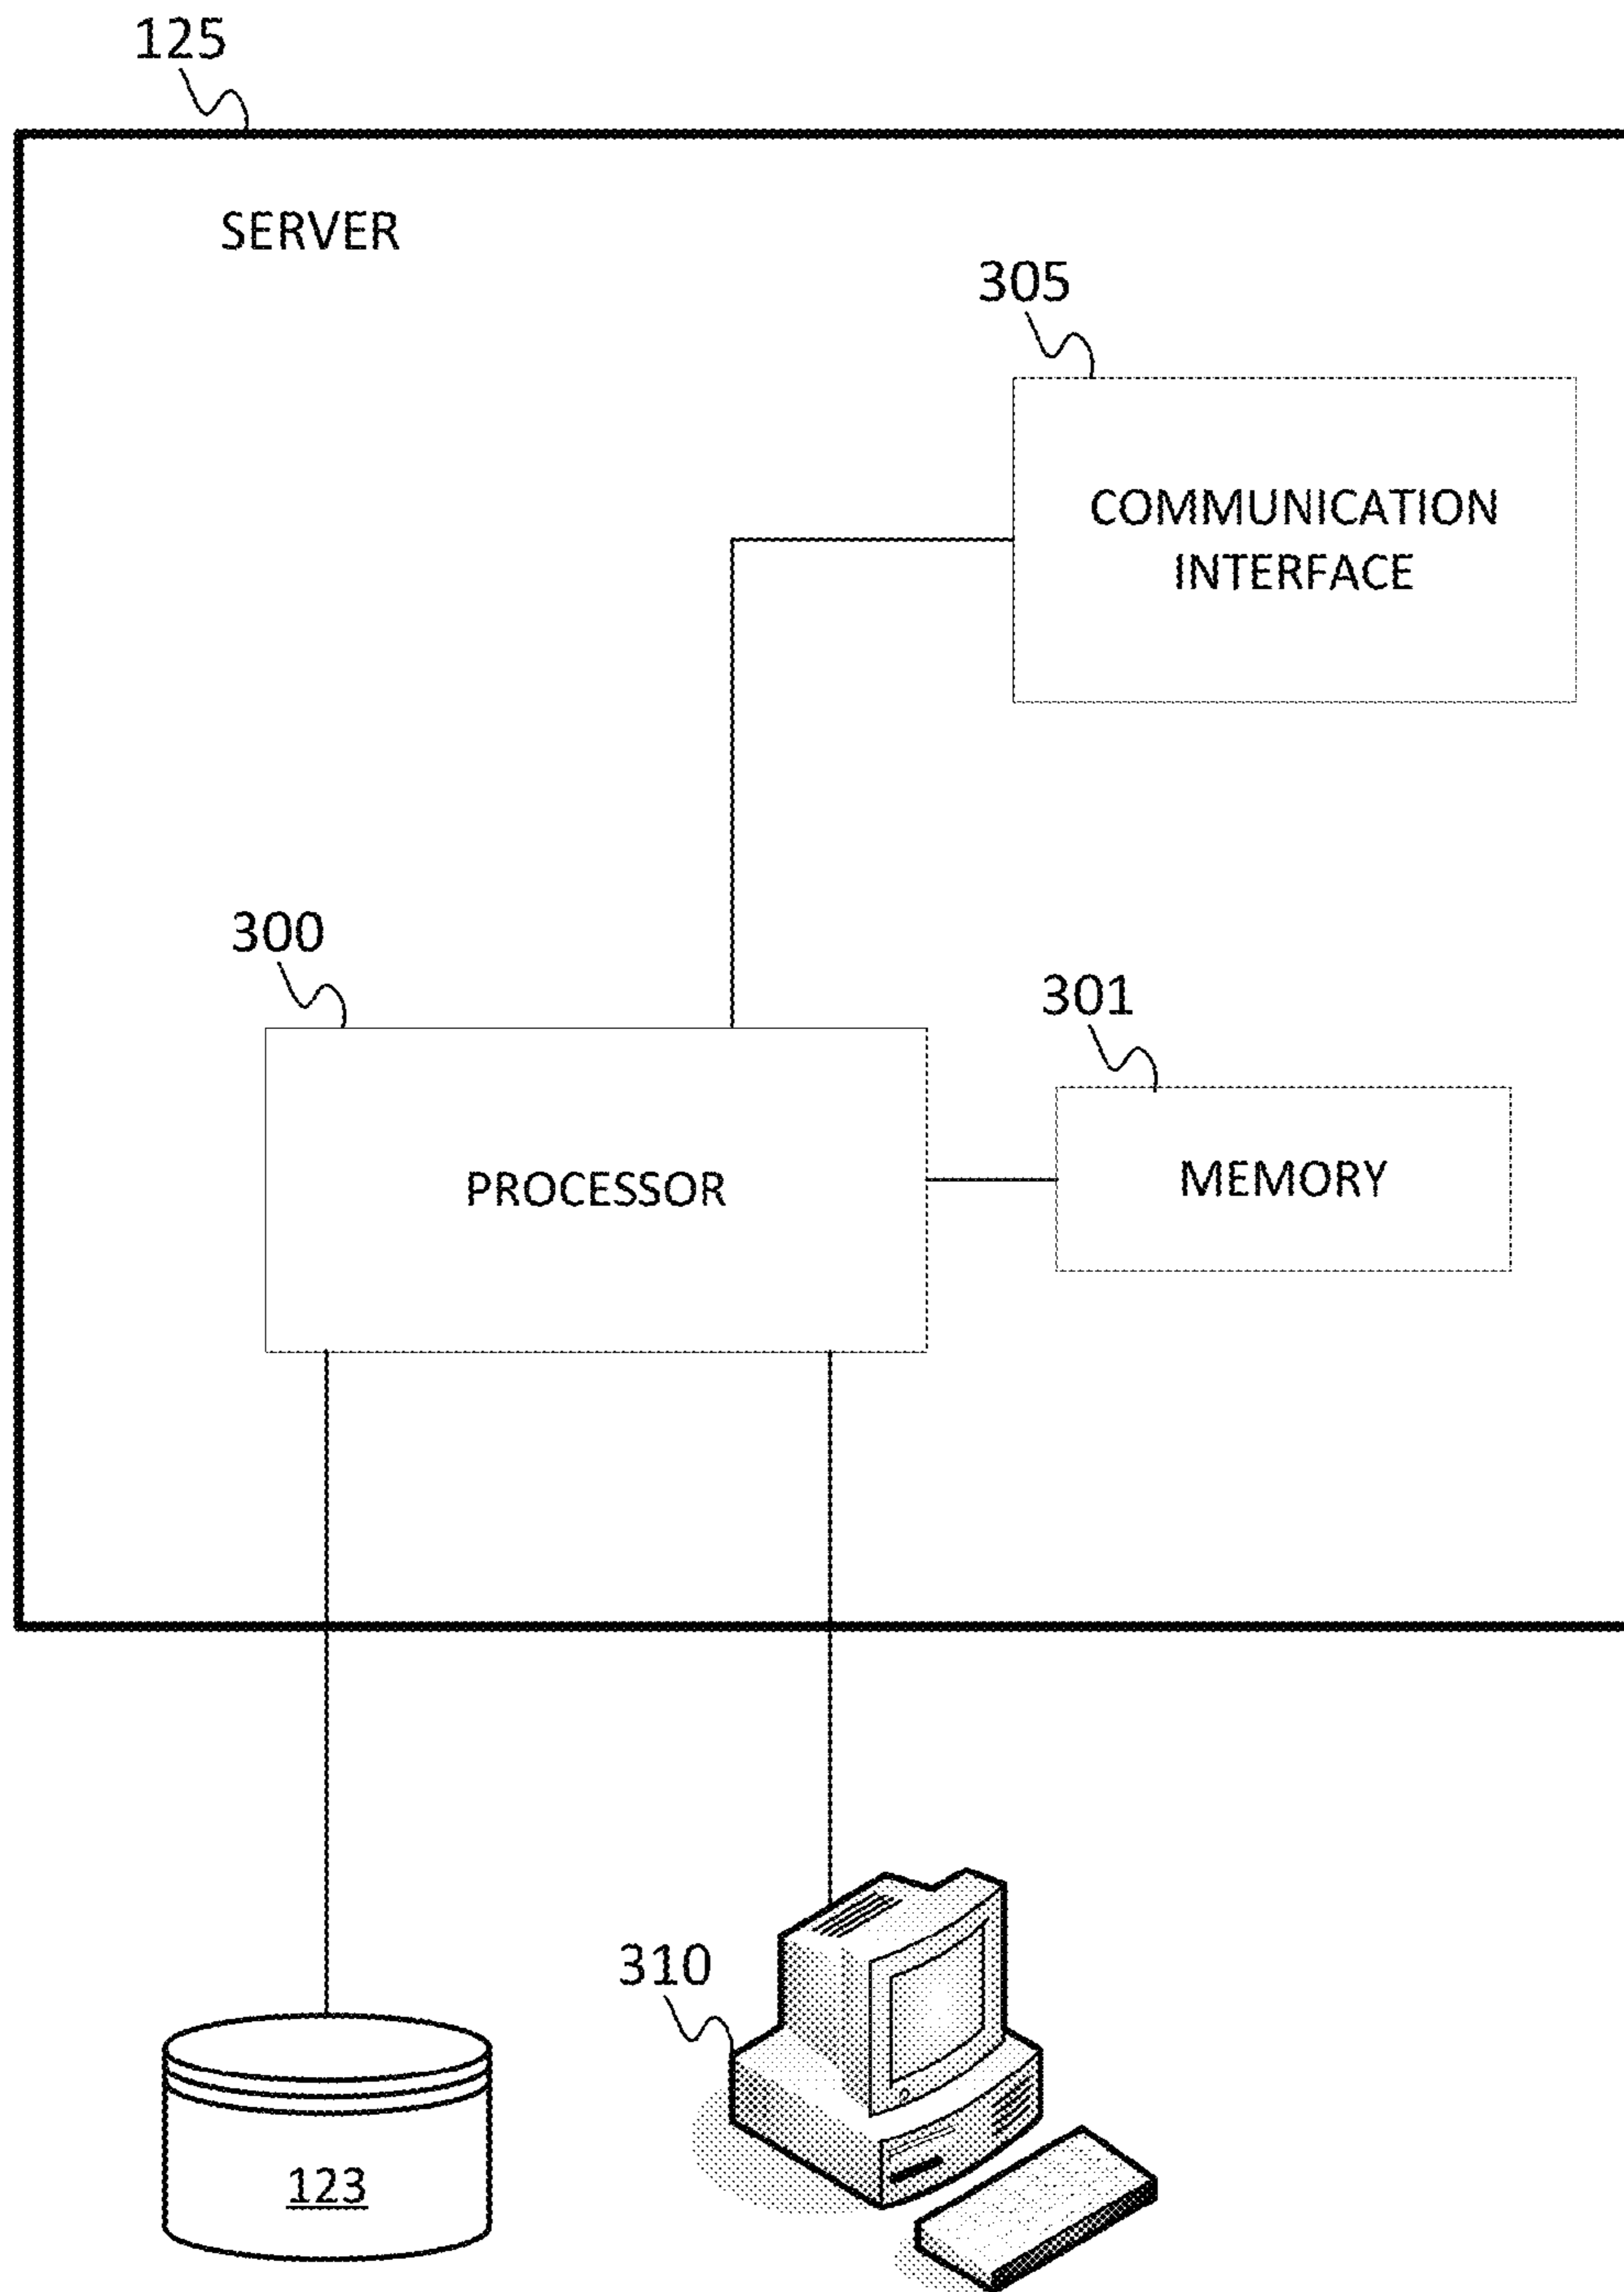 125
SERVER
305
COMMUNICATION
INTERFACE
300
301
PROCESSOR
MEMORY
310
123